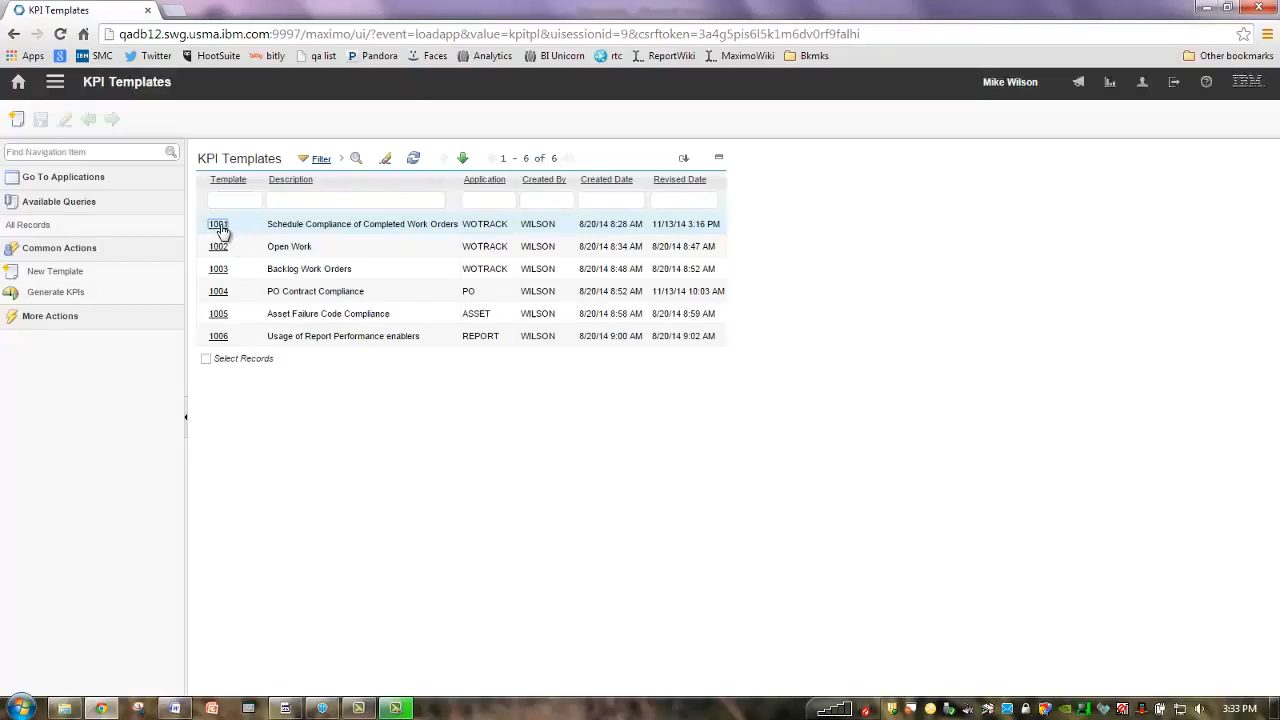 KPI Templates
qadb12.swg.usma.ibm.com:9997/maximo/ui/?event=loadapp&value=kpitpl&uisessionid=9&csrftoken=3a4g5pis6l5k1m6dv0rf9falhi
Apps SMC Twitter HootSuite bitly qa list Pandora Faces Analytics BI Unicorn rtc ReportWiki MaximoWiki Bkmks Other bookmarks
KPI Templates Mike Wilson IBM
Find Navigation Item
Go To Applications
Available Queries
All Records
Common Actions
New Template
Generate KPIs
More Actions
KPI Templates Filter 1 - 6 of 6
Template Description Application Created By Created Date Revised Date
1001 Schedule Compliance of Completed Work Orders WOTRACK WILSON 8/20/14 8:28 AM 11/13/14 3:16 PM
1002 Open Work WOTRACK WILSON 8/20/14 8:34 AM 8/20/14 8:47 AM
1003 Backlog Work Orders WOTRACK WILSON 8/20/14 8:48 AM 8/20/14 8:52 AM
1004 PO Contract Compliance PO WILSON 8/20/14 8:52 AM 11/13/14 10:03 AM
1005 Asset Failure Code Compliance ASSET WILSON 8/20/14 8:58 AM 8/20/14 8:59 AM
1006 Usage of Report Performance enablers REPORT WILSON 8/20/14 9:00 AM 8/20/14 9:02 AM
Select Records
3:33 PM